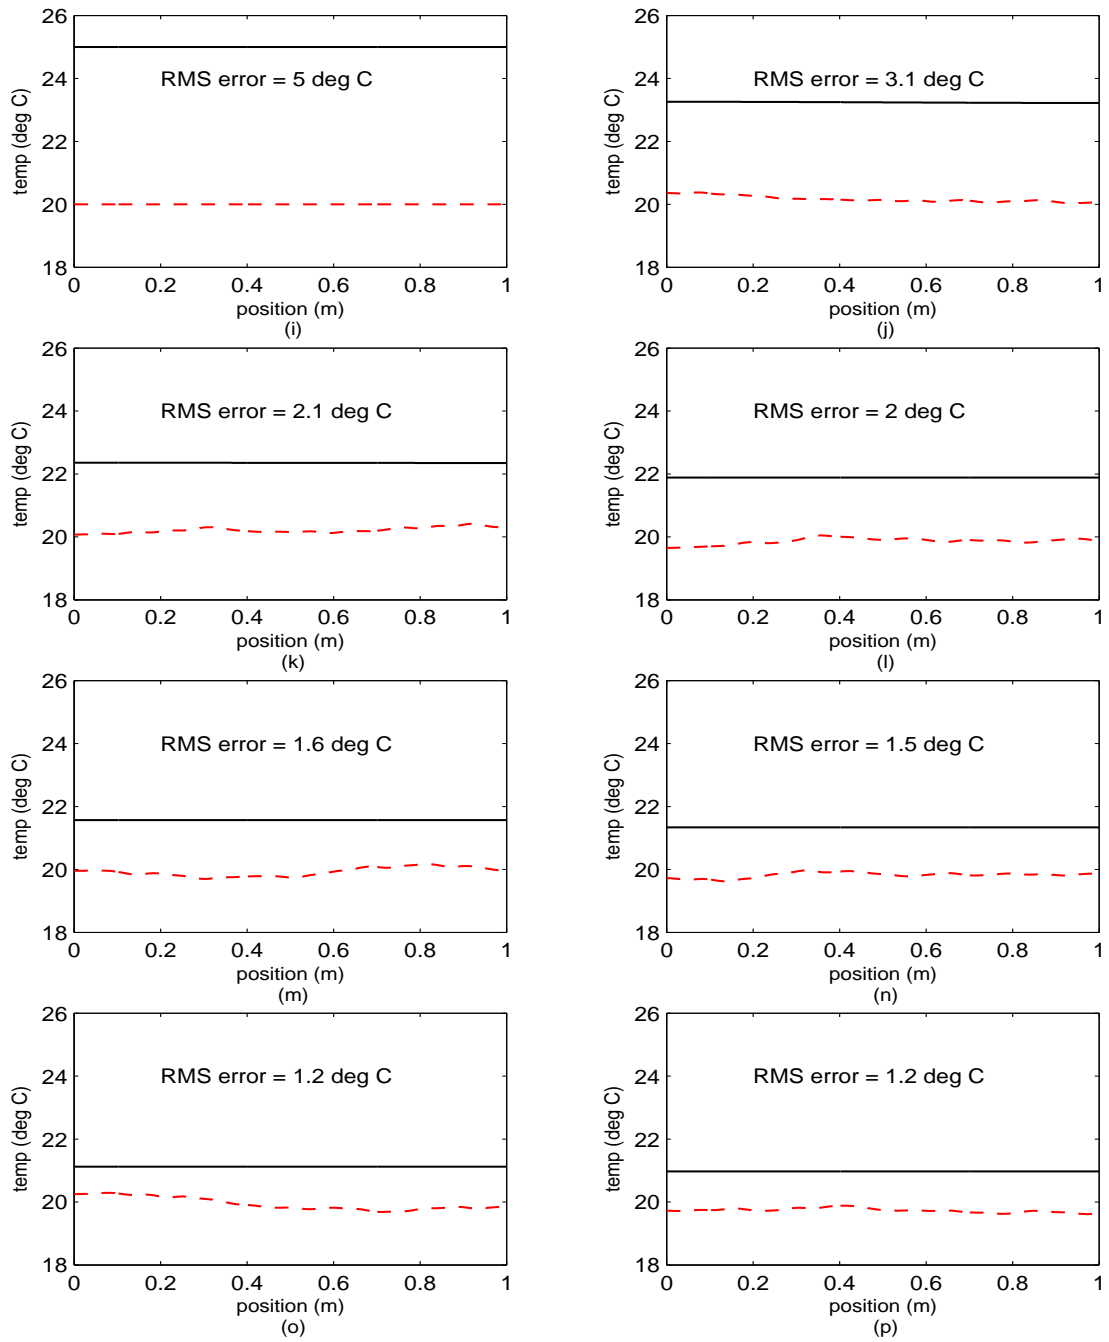 26
24
22
20
18
temp (deg C)
RMS error = 5 deg C
0 0.2 0.4 0.6 0.8 1
position (m)
(i)
26
24
22
20
18
temp (deg C)
RMS error = 3.1 deg C
0 0.2 0.4 0.6 0.8 1
position (m)
(j)
26
24
22
20
18
temp (deg C)
RMS error = 2.1 deg C
0 0.2 0.4 0.6 0.8 1
position (m)
(k)
26
24
22
20
18
temp (deg C)
RMS error = 2 deg C
0 0.2 0.4 0.6 0.8 1
position (m)
(l)
26
24
22
20
18
temp (deg C)
RMS error = 1.6 deg C
0 0.2 0.4 0.6 0.8 1
position (m)
(m)
26
24
22
20
18
temp (deg C)
RMS error = 1.5 deg C
0 0.2 0.4 0.6 0.8 1
position (m)
(n)
26
24
22
20
18
temp (deg C)
RMS error = 1.2 deg C
0 0.2 0.4 0.6 0.8 1
position (m)
(o)
26
24
22
20
18
temp (deg C)
RMS error = 1.2 deg C
0 0.2 0.4 0.6 0.8 1
position (m)
(p)